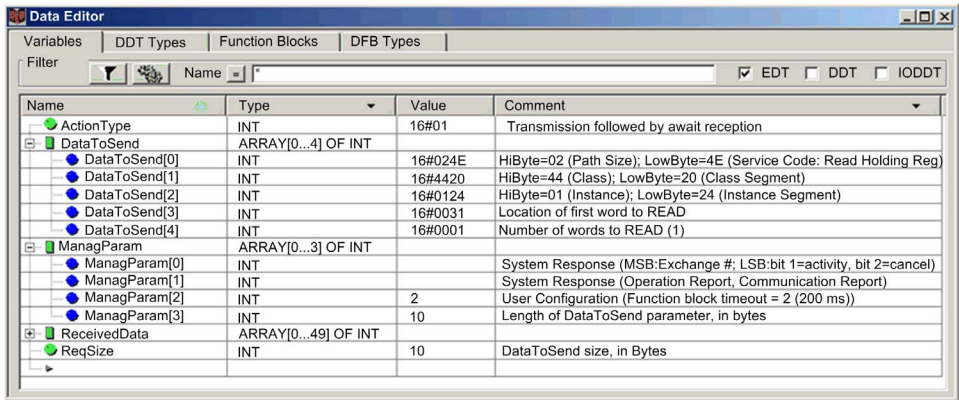 Data Editor
Variables DDT Types Function Blocks DFB Types
Filter
Name = * EDT DDT IODDT
Name Type Value Comment
ActionType INT 16#01 Transmission followed by await reception
DataToSend ARRAY[0...4] OF INT
DataToSend[0] INT 16#024E HiByte=02 (Path Size); LowByte=4E (Service Code: Read Holding Reg)
DataToSend[1] INT 16#4420 HiByte=44 (Class); LowByte=20 (Class Segment)
DataToSend[2] INT 16#0124 HiByte=01 (Instance); LowByte=24 (Instance Segment)
DataToSend[3] INT 16#0031 Location of first word to READ
DataToSend[4] INT 16#0001 Number of words to READ (1)
ManagParam ARRAY[0...3] OF INT
ManagParam[0] INT System Response (MSB:Exchange #; LSB:bit 1=activity, bit 2=cancel)
ManagParam[1] INT System Response (Operation Report, Communication Report)
ManagParam[2] INT 2 User Configuration (Function block timeout = 2 (200 ms))
ManagParam[3] INT 10 Length of DataToSend parameter, in bytes
ReceivedData ARRAY[0...49] OF INT
ReqSize INT 10 DataToSend size, in Bytes